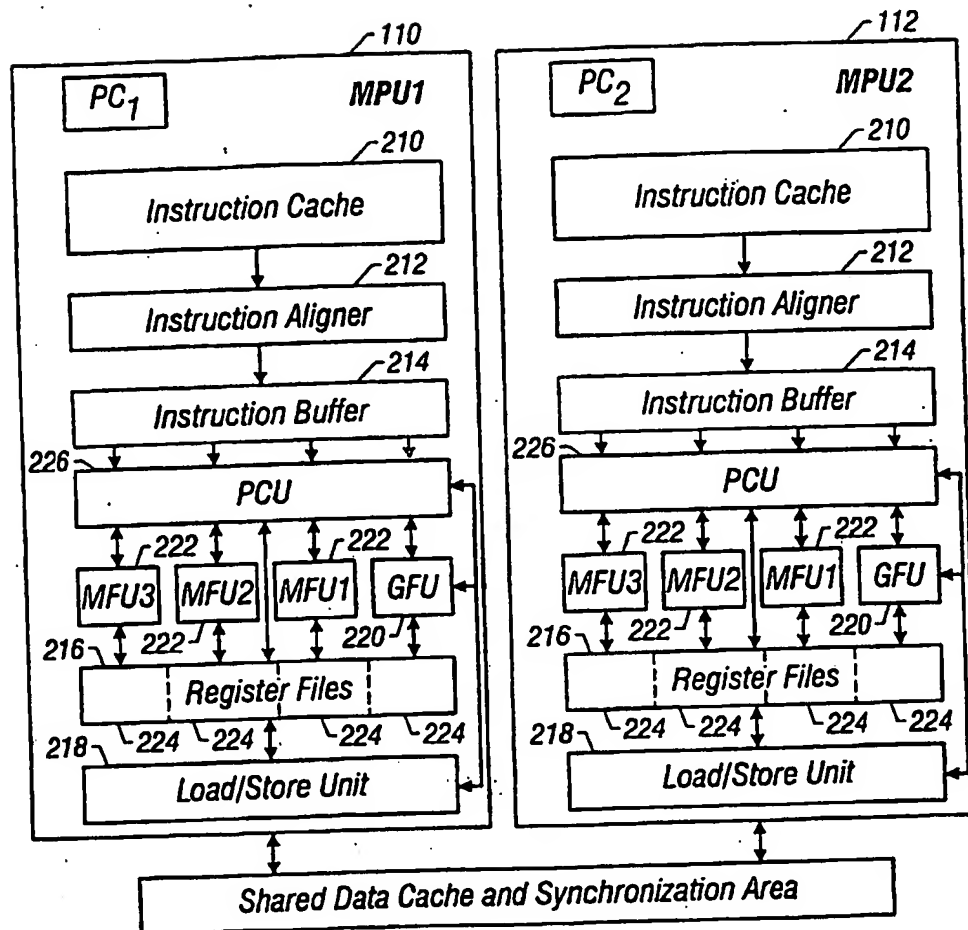 110
PC1
MPU1
210
Instruction Cache
212
Instruction Aligner
214
Instruction Buffer
226
PCU
222
222
MFU3
MFU2
MFU1
GFU
222
220
216
Register Files
224
224
224
224
218
Load/Store Unit
112
PC2
MPU2
210
Instruction Cache
212
Instruction Aligner
214
Instruction Buffer
226
PCU
222
222
MFU3
MFU2
MFU1
GFU
222
220
216
Register Files
224
224
224
224
218
Load/Store Unit
Shared Data Cache and Synchronization Area